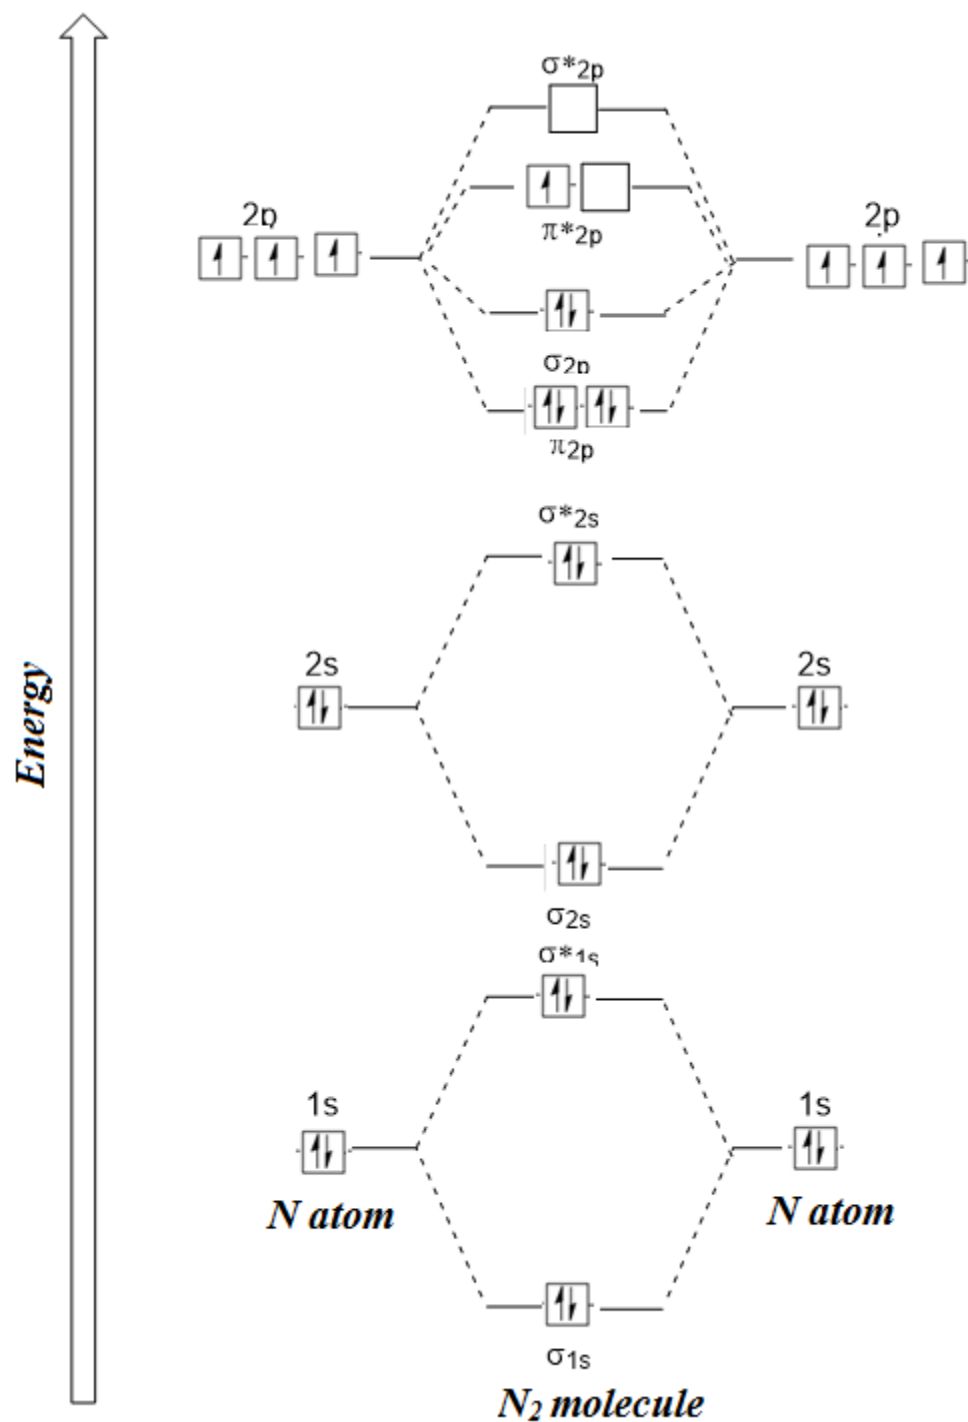 σ*2p
π*2p
2p
2p
σ2p
π2p
σ*2s
2s
2s
Energy
σ2s
σ*1s
1s
1s
N atom
N atom
σ1s
N2 molecule